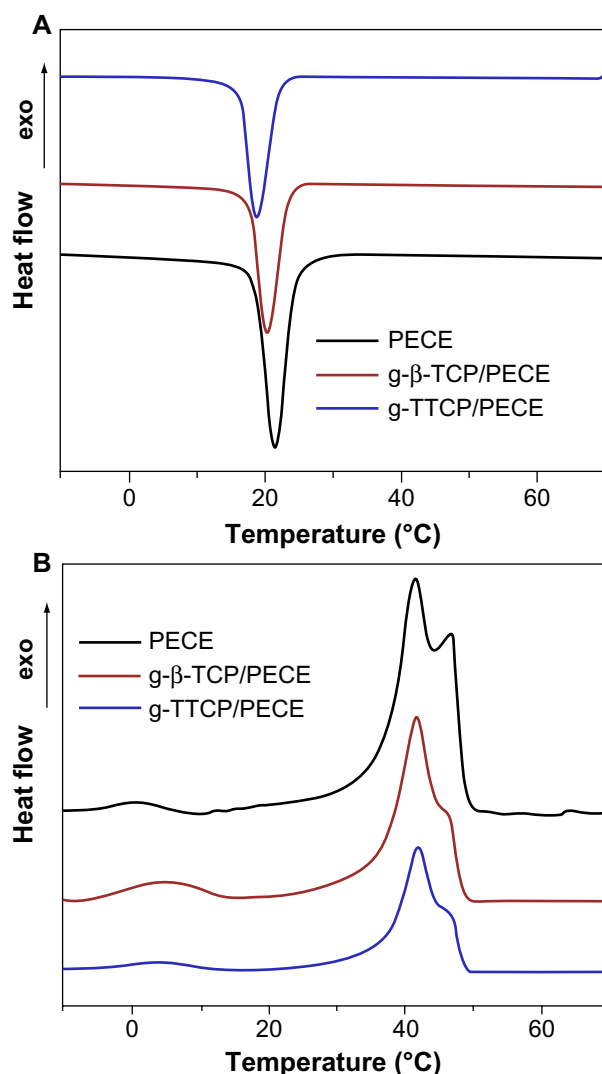 A
exo
Heat flow
PECE
g-β-TCP/PECE
g-TTCP/PECE
0 20 40 60
Temperature (°C)
B
exo
Heat flow
PECE
g-β-TCP/PECE
g-TTCP/PECE
0 20 40 60
Temperature (°C)